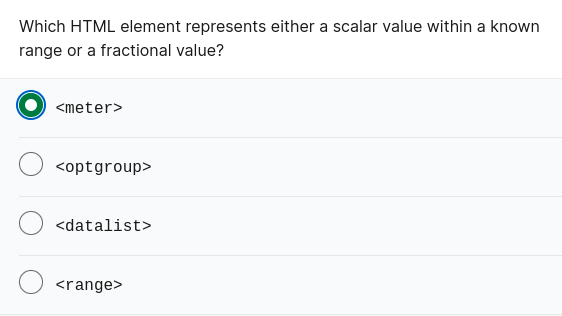 Which HTML element represents either a scalar value within a known
range or a fractional value?
<meter>
<optgroup>
<datalist>
<range>